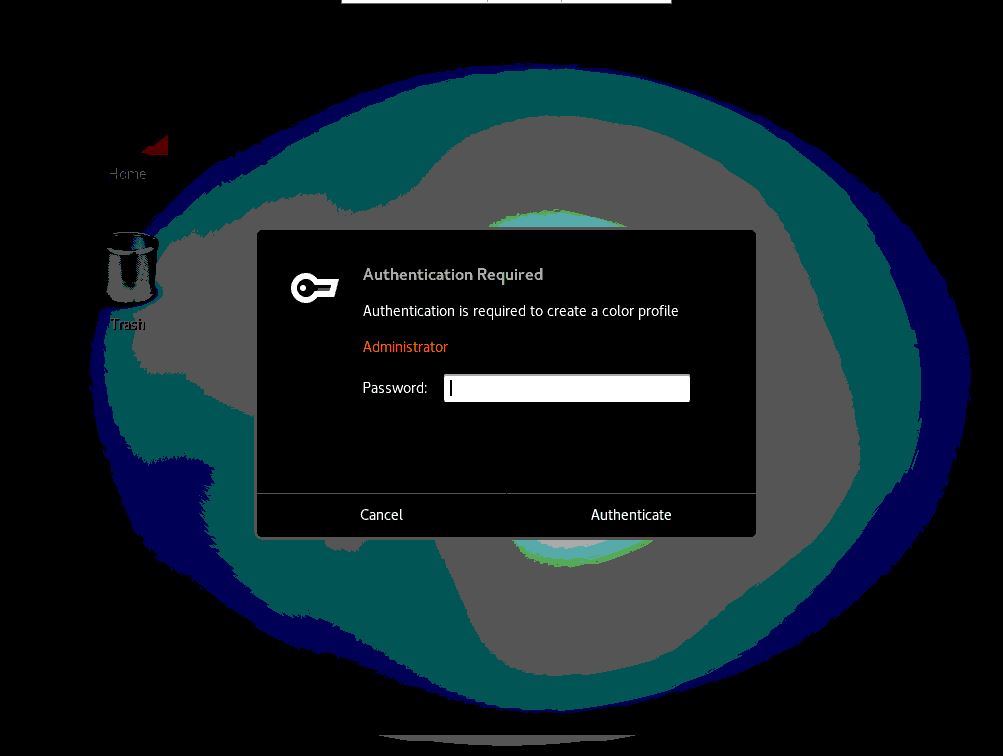 Home
Trash
Authentication Required
Authentication is required to create a color profile
Administrator
Password:
Cancel
Authenticate